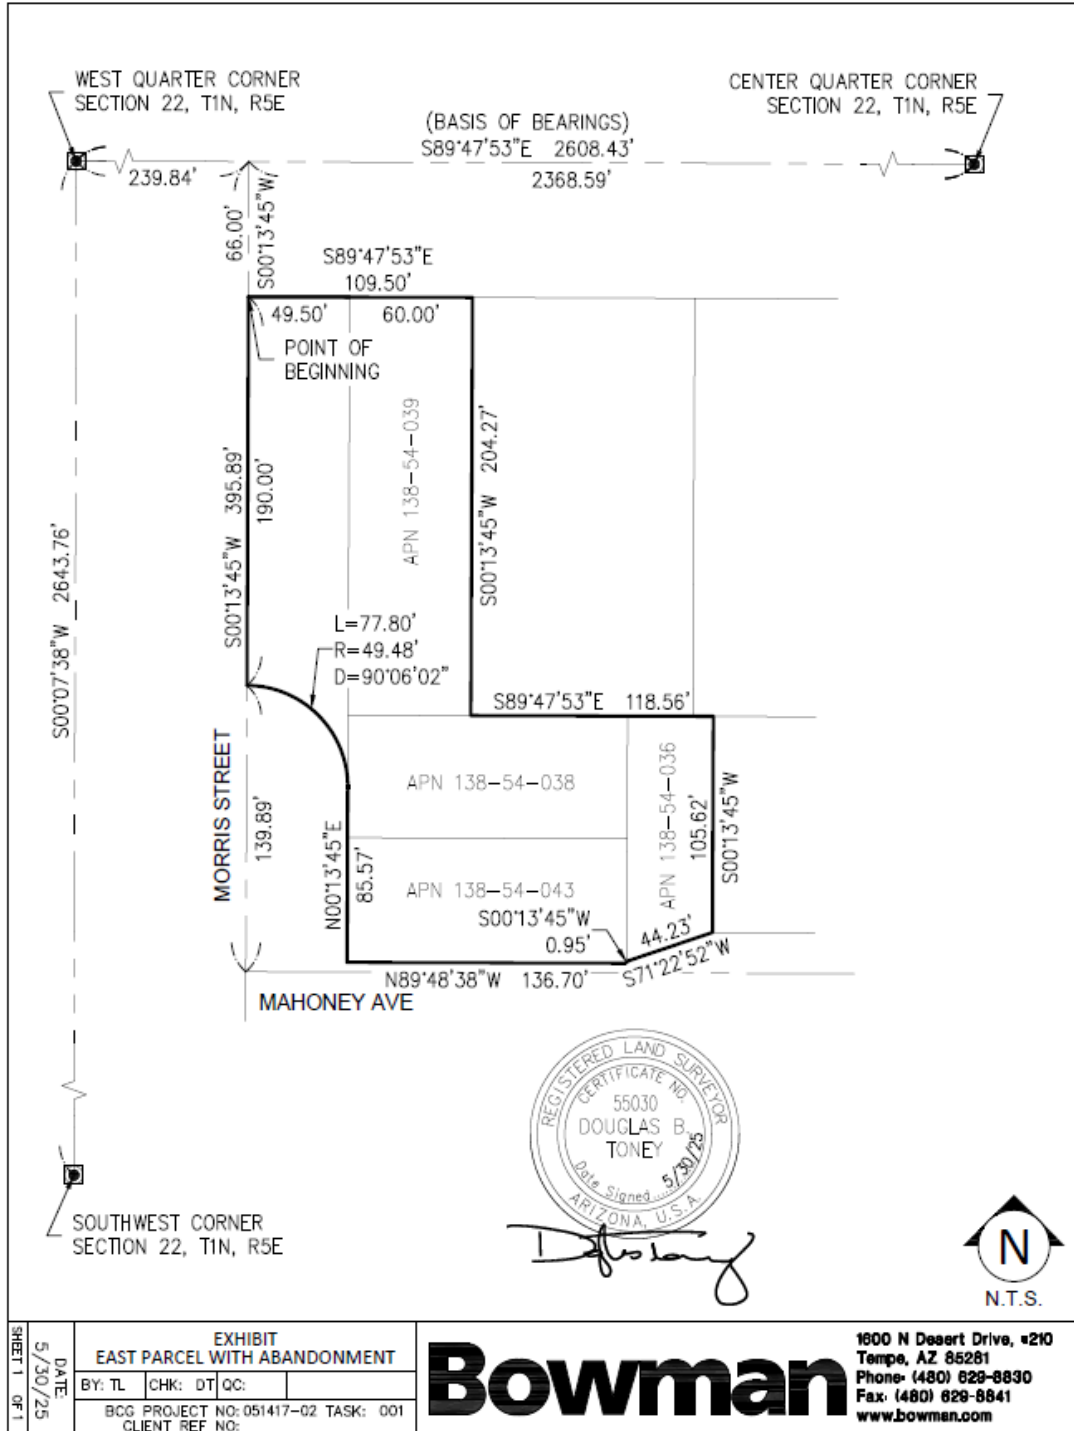 WEST QUARTER CORNER
SECTION 22, T1N, R5E
CENTER QUARTER CORNER
SECTION 22, T1N, R5E
(BASIS OF BEARINGS)
S89°47'53"E 2608.43'
239.84'
2368.59'
66.00'
S00°13'45"W
S89°47'53"E
109.50'
49.50'
60.00'
POINT OF
BEGINNING
APN 138-54-039
S00°13'45"W 204.27'
S00°13'45"W 395.89'
190.00'
S00°07'38"W 2643.76'
L=77.80'
R=49.48'
D=90°06'02"
S89°47'53"E 118.56'
MORRIS STREET
139.89'
APN 138-54-038
APN 138-54-036
105.62'
S00°13'45"W
N00°13'45"E
85.57'
APN 138-54-043
S00°13'45"W
0.95'
44.23'
S71°22'52"W
N89°48'38"W 136.70'
MAHONEY AVE
REGISTERED LAND SURVEYOR
CERTIFICATE NO.
55030
DOUGLAS B.
TONEY
Date Signed 5/30/25
ARIZONA, U.S.A.
SOUTHWEST CORNER
SECTION 22, T1N, R5E
N
N.T.S.
SHEET 1 OF 1
DATE:
5/30/25
EXHIBIT
EAST PARCEL WITH ABANDONMENT
BY: TL CHK: DT QC:
BCG PROJECT NO: 051417-02 TASK: 001
CLIENT REF NO:
Bowman
1600 N Desert Drive, #210
Tempe, AZ 85281
Phone: (480) 629-8830
Fax: (480) 629-8841
www.bowman.com